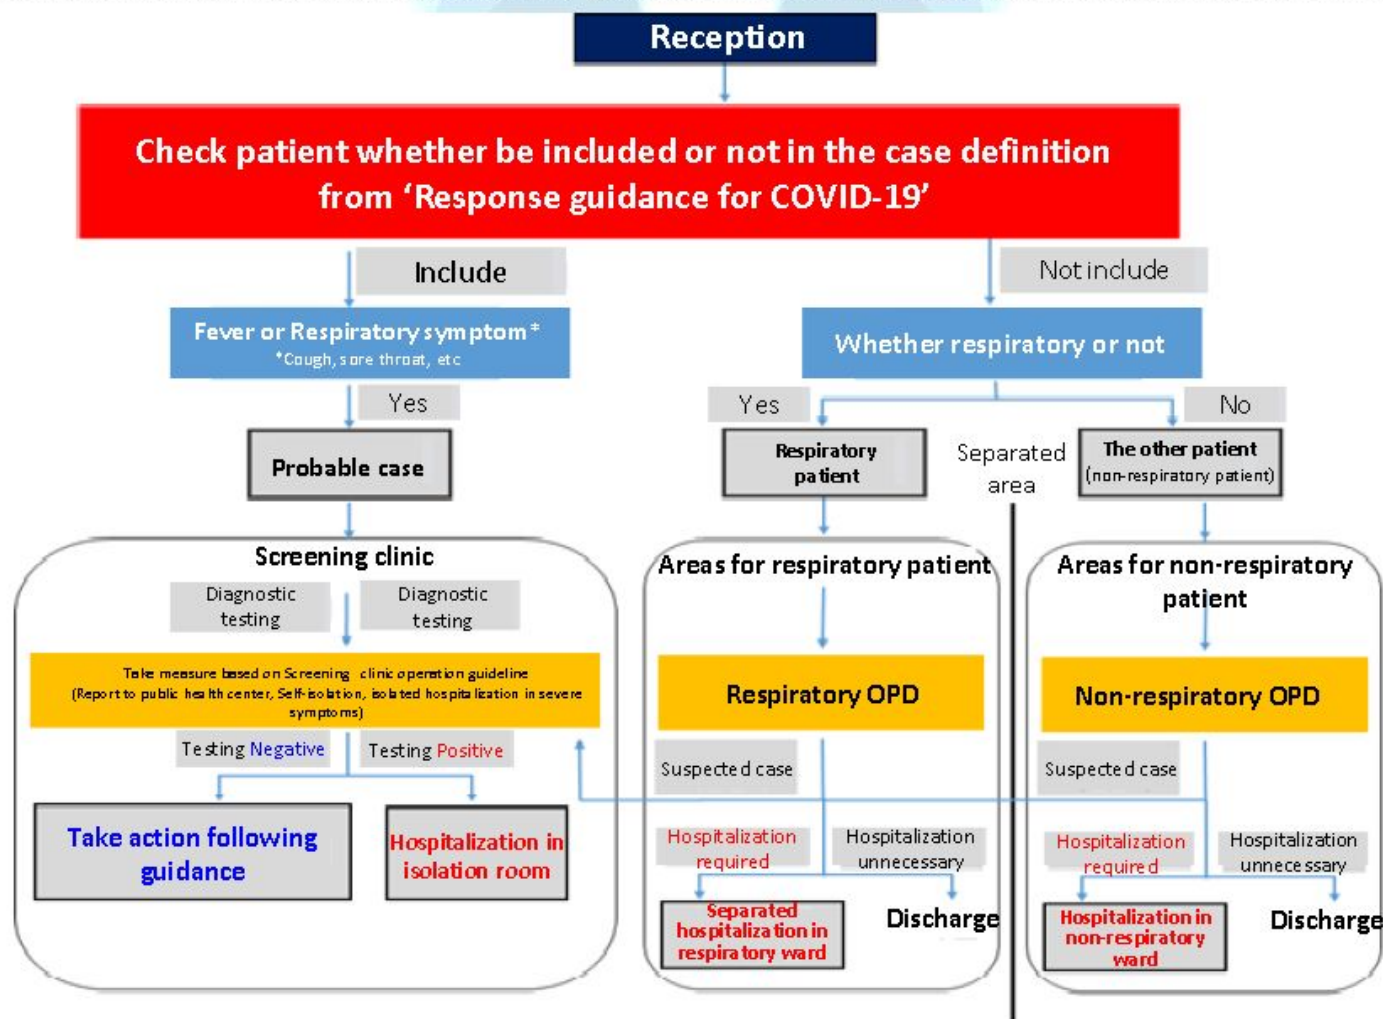 Reception
Check patient whether be included or not in the case definition
from ‘Response guidance for COVID-19’
Include
Not include
Fever or Respiratory symptom*
*Cough, sore throat, etc
Whether respiratory or not
Yes
Yes
No
Probable case
Respiratory
patient
Separated
area
The other patient
(non-respiratory patient)
Screening clinic
Diagnostic
testing
Diagnostic
testing
Take measure based on Screening clinic operation guideline
(Report to public health center, Self-isolation, isolated hospitalization in severe
symptoms)
Testing Negative
Testing Positive
Take action following
guidance
Hospitalization in
isolation room
Areas for respiratory patient
Respiratory OPD
Suspected case
Hospitalization
required
Hospitalization
unnecessary
Separated
hospitalization in
respiratory ward
Discharge
Areas for non-respiratory
patient
Non-respiratory OPD
Suspected case
Hospitalization
required
Hospitalization
unnecessary
Hospitalization in
non-respiratory
ward
Discharge